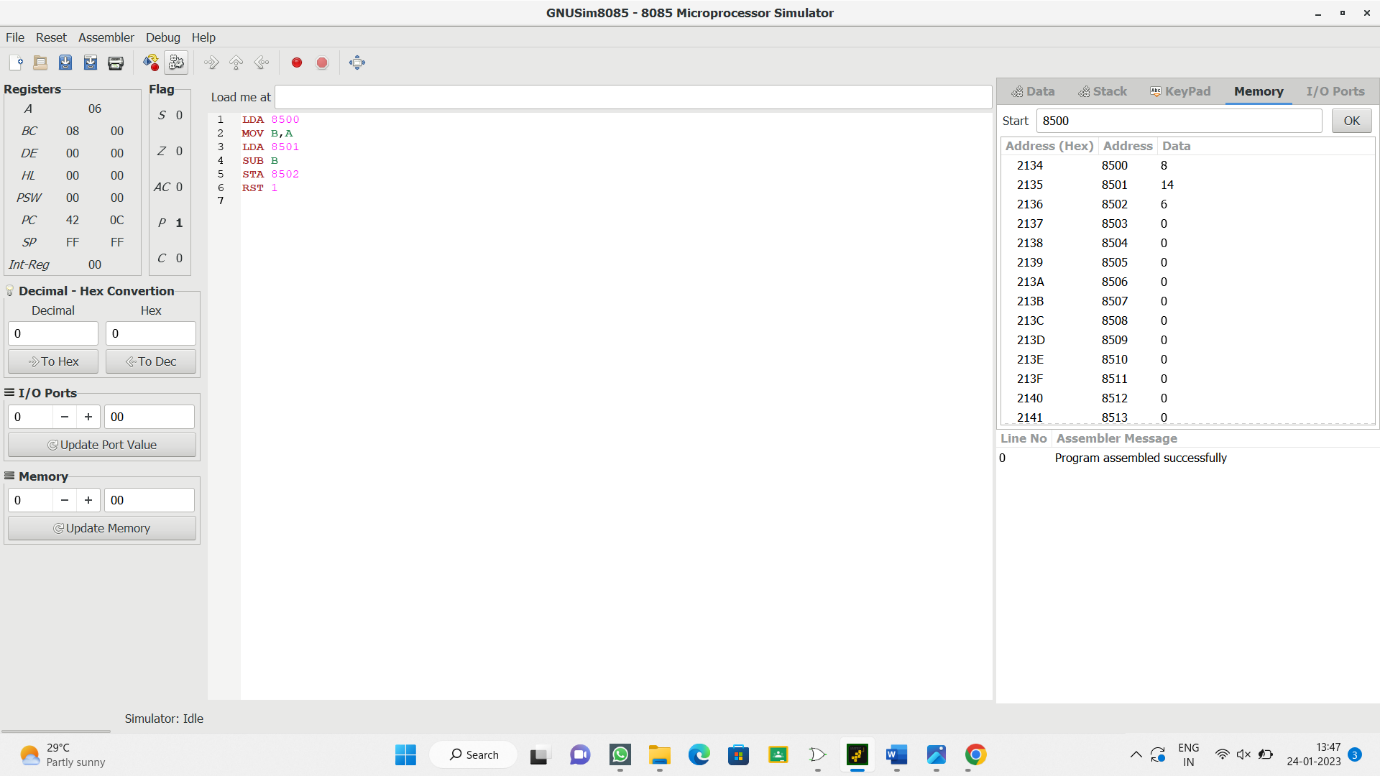 GNUSim8085 - 8085 Microprocessor Simulator
File Reset Assembler Debug Help
Registers
A 06
BC 08 00
DE 00 00
HL 00 00
PSW 00 00
PC 42 0C
SP FF FF
Int-Reg 00
Flag
S 0
Z 0
AC 0
P 1
C 0
Decimal - Hex Convertion
Decimal Hex
0 0
To Hex To Dec
I/O Ports
0 − + 00
Update Port Value
Memory
0 − + 00
Update Memory
Load me at
1 LDA 8500
2 MOV B,A
3 LDA 8501
4 SUB B
5 STA 8502
6 RST 1
7
Data Stack Abc KeyPad Memory I/O Ports
Start 8500 OK
Address (Hex) Address Data
2134 8500 8
2135 8501 14
2136 8502 6
2137 8503 0
2138 8504 0
2139 8505 0
213A 8506 0
213B 8507 0
213C 8508 0
213D 8509 0
213E 8510 0
213F 8511 0
2140 8512 0
2141 8513 0
Line No Assembler Message
0 Program assembled successfully
Simulator: Idle
29°C
Partly sunny
Search
ENG
IN
13:47
24-01-2023
3